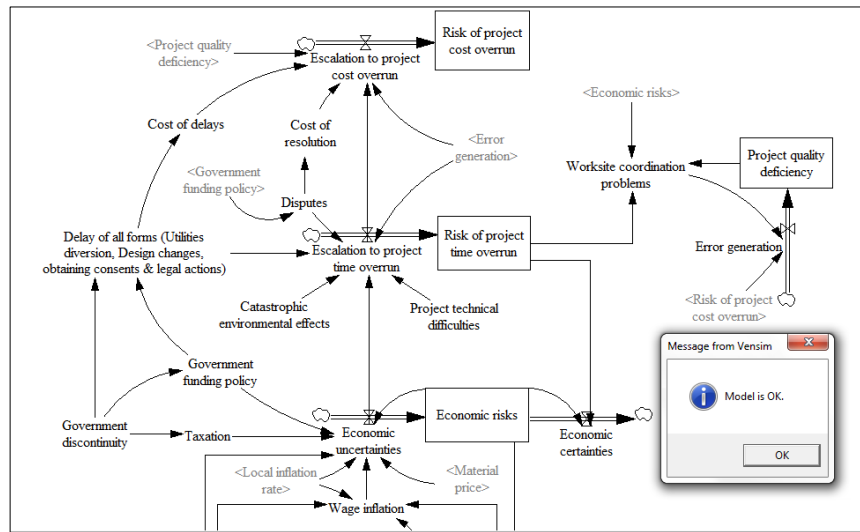 <Project quality
deficiency>
Escalation to project
cost overrun
Risk of project
cost overrun
Cost of delays
Cost of
resolution
<Error
generation>
<Economic risks>
Worksite coordination
problems
Project quality
deficiency
<Government
funding policy>
Disputes
Delay of all forms (Utilities
diversion, Design changes,
obtaining consents & legal actions)
Escalation to project
time overrun
Risk of project
time overrun
Error generation
Catastrophic
environmental effects
Project technical
difficulties
<Risk of project
cost overrun>
Message from Vensim
Model is OK.
OK
Government
funding policy
Government
discontinuity
Taxation
Economic
uncertainties
Economic risks
Economic
certainties
<Local inflation
rate>
<Material
price>
Wage inflation